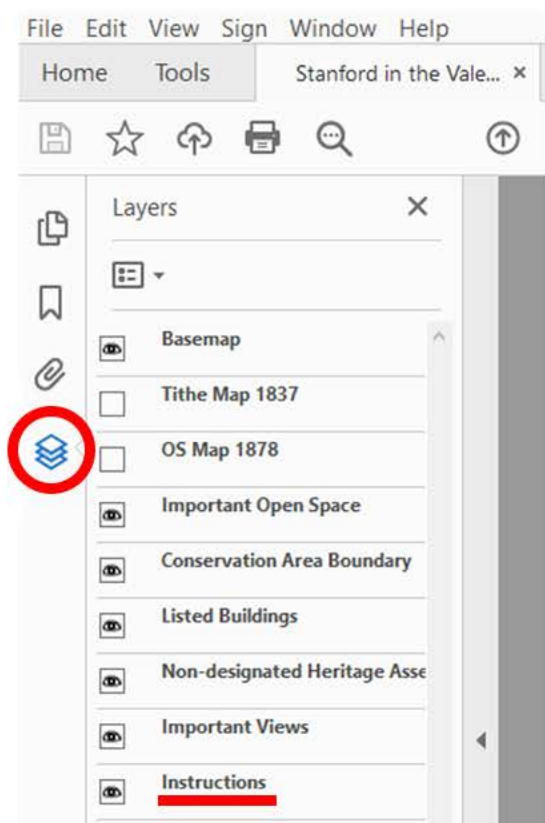 File Edit View Sign Window Help
Home Tools Stanford in the Vale... ×
Layers
Basemap
Tithe Map 1837
OS Map 1878
Important Open Space
Conservation Area Boundary
Listed Buildings
Non-designated Heritage Asse
Important Views
Instructions